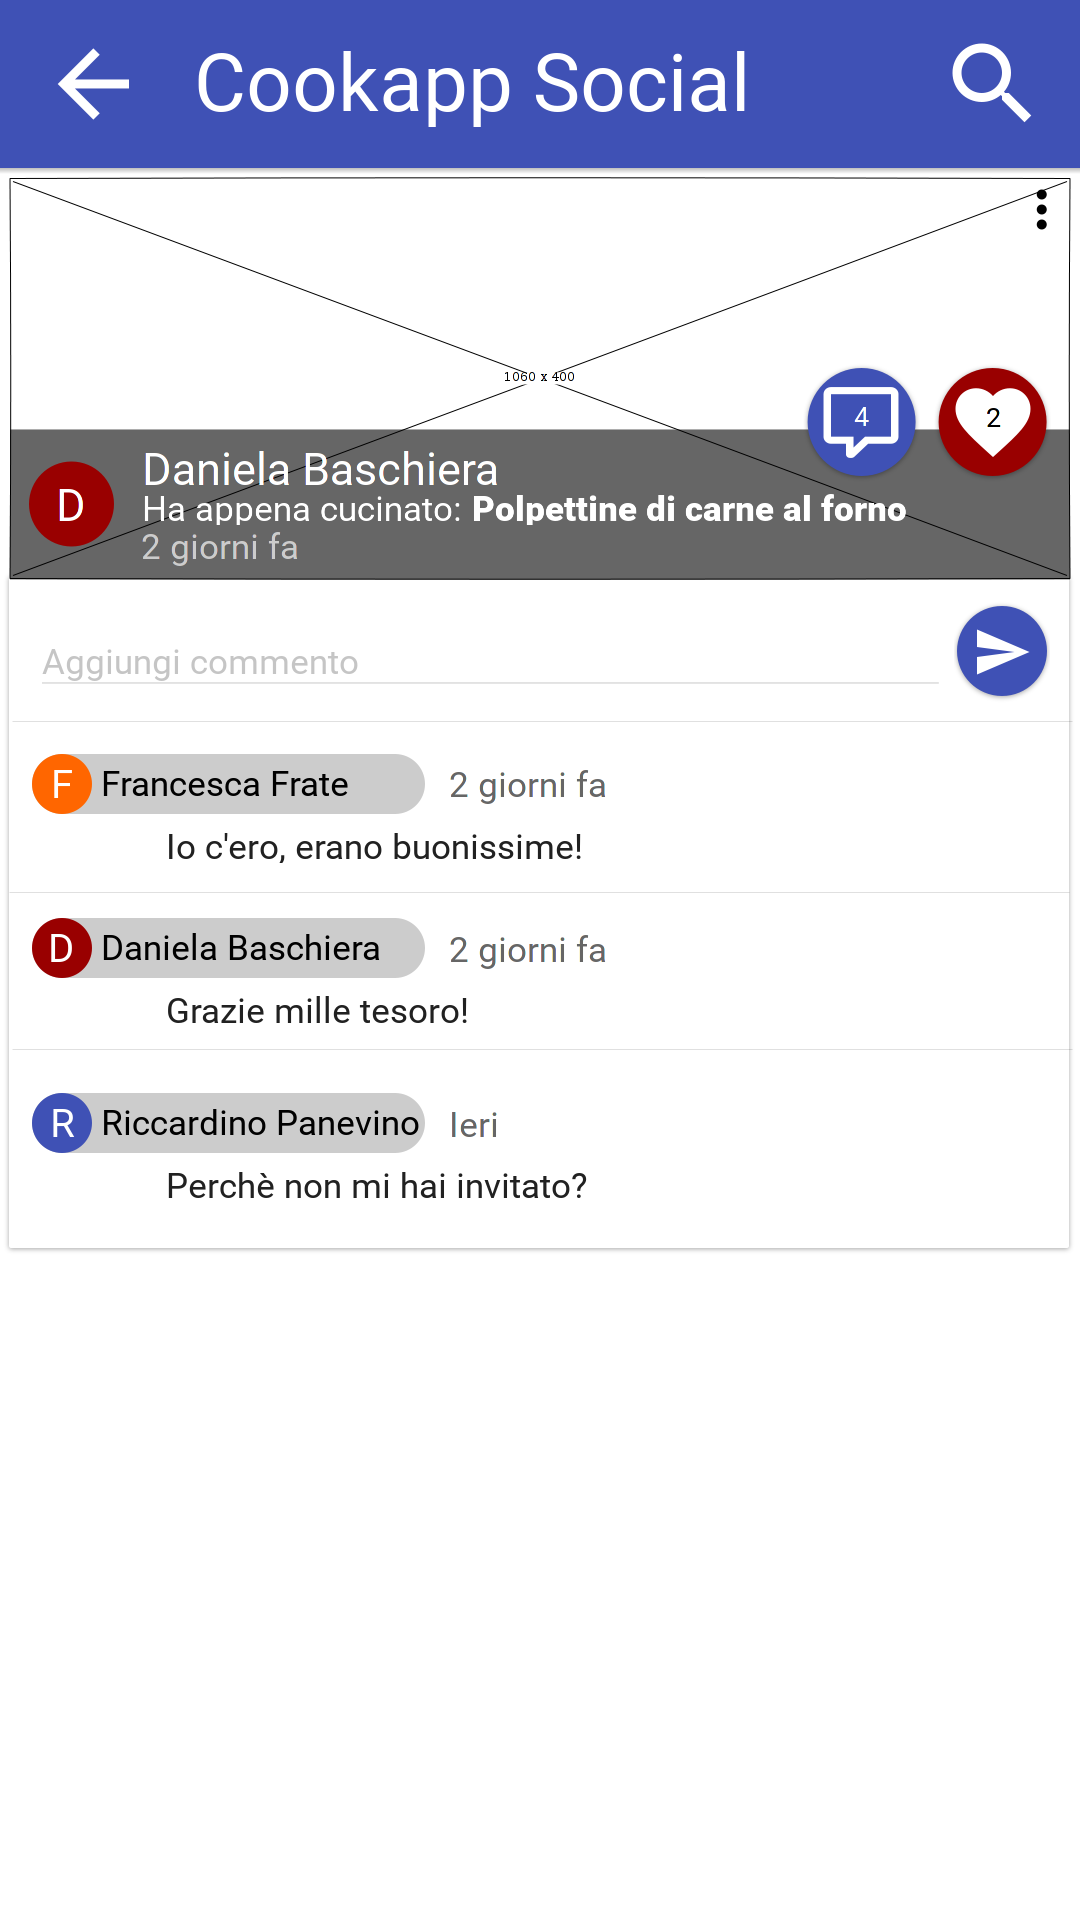 Cookapp Social
1060 x 400
4
2
D
Daniela Baschiera
Ha appena cucinato: Polpettine di carne al forno
2 giorni fa
Aggiungi commento
F Francesca Frate 2 giorni fa
Io c'ero, erano buonissime!
D Daniela Baschiera 2 giorni fa
Grazie mille tesoro!
R Riccardino Panevino Ieri
Perchè non mi hai invitato?